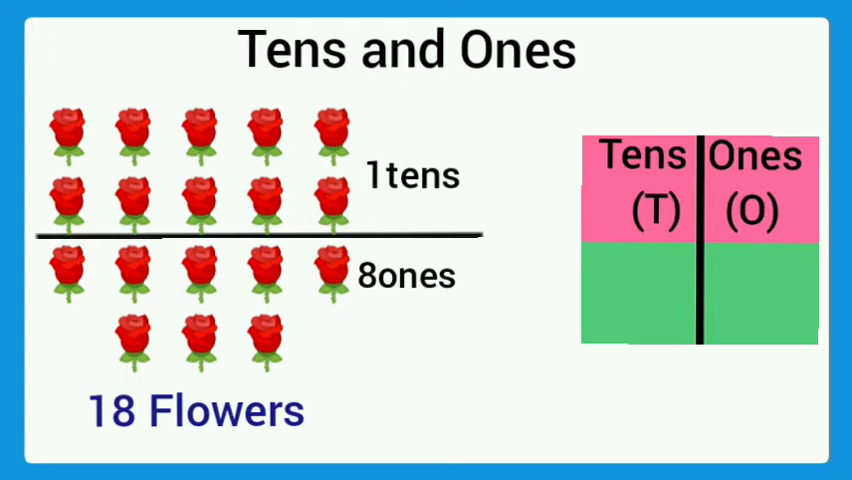 Tens and Ones
1tens
8ones
18 Flowers
Tens Ones
(T) (O)